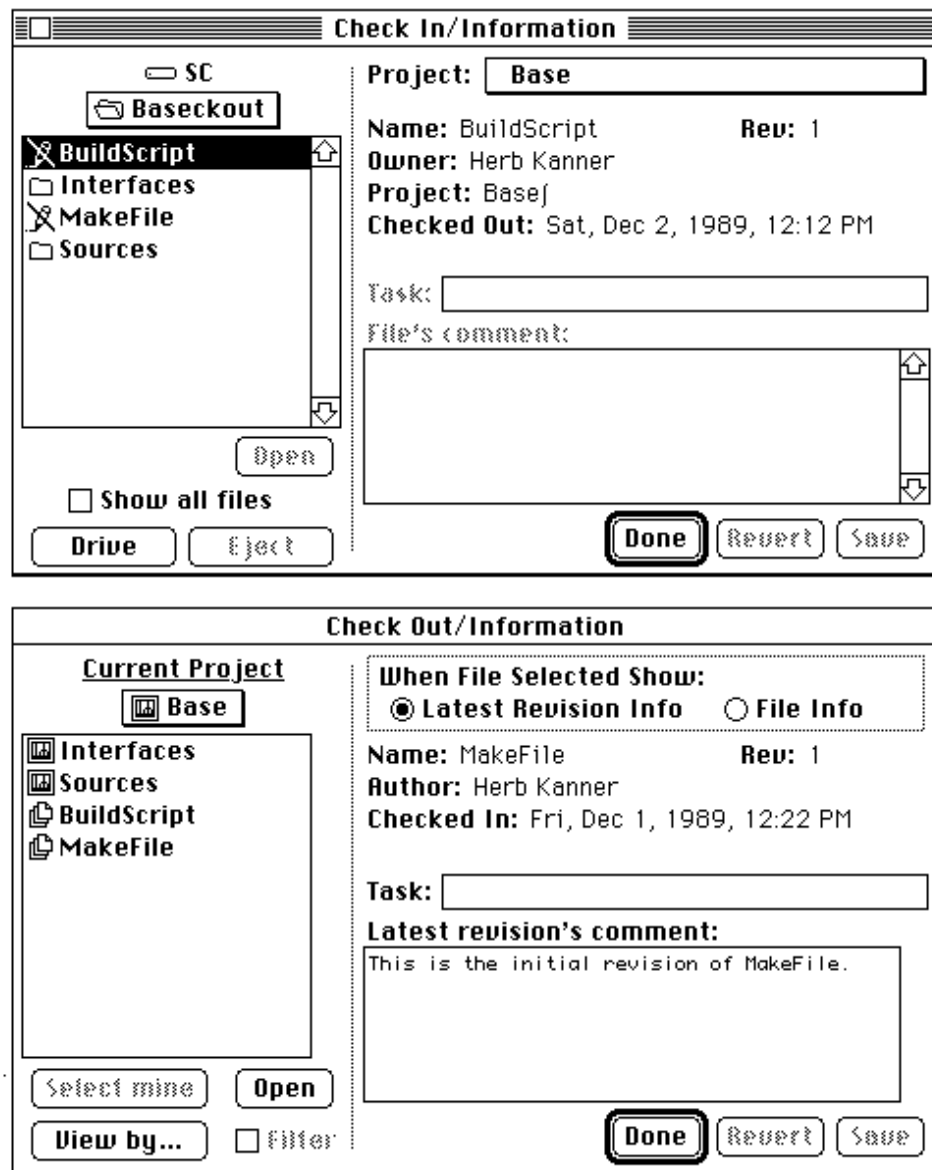 Check In/Information
SC
Baseckout
BuildScript
Interfaces
MakeFile
Sources
Open
Show all files
Drive
Eject
Project: Base
Name: BuildScript Rev: 1
Owner: Herb Kanner
Project: Base∫
Checked Out: Sat, Dec 2, 1989, 12:12 PM
Task:
File's comment:
Done Revert Save
Check Out/Information
Current Project
Base
Interfaces
Sources
BuildScript
MakeFile
Select mine Open
View by... Filter
When File Selected Show:
Latest Revision Info File Info
Name: MakeFile Rev: 1
Author: Herb Kanner
Checked In: Fri, Dec 1, 1989, 12:22 PM
Task:
Latest revision's comment:
This is the initial revision of MakeFile.
Done Revert Save